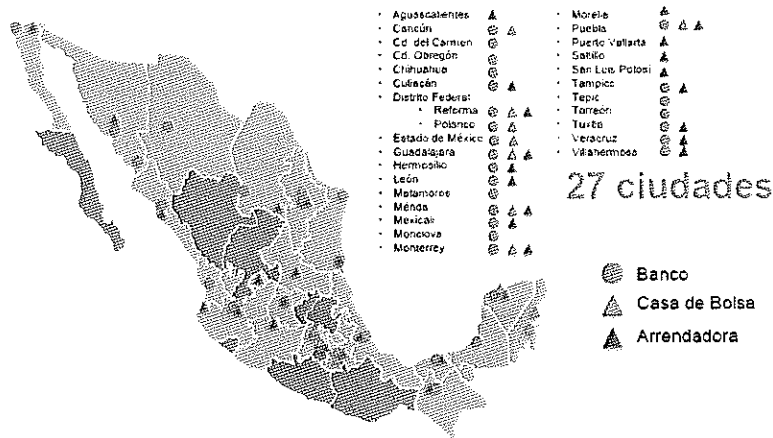 Aguascalientes
Cancún
Cd. del Carmen
Cd. Obregón
Chihuahua
Culiacán
Distrito Federal
Reforma
Polanco
Estado de México
Guadalajara
Hermosillo
León
Matamoros
Mérida
Mexicali
Monclova
Monterrey
Morelia
Puebla
Puerto Vallarta
Saltillo
San Luis Potosí
Tampico
Tepic
Torreón
Tuxtla
Veracruz
Villahermosa
27 ciudades
Banco
Casa de Bolsa
Arrendadora